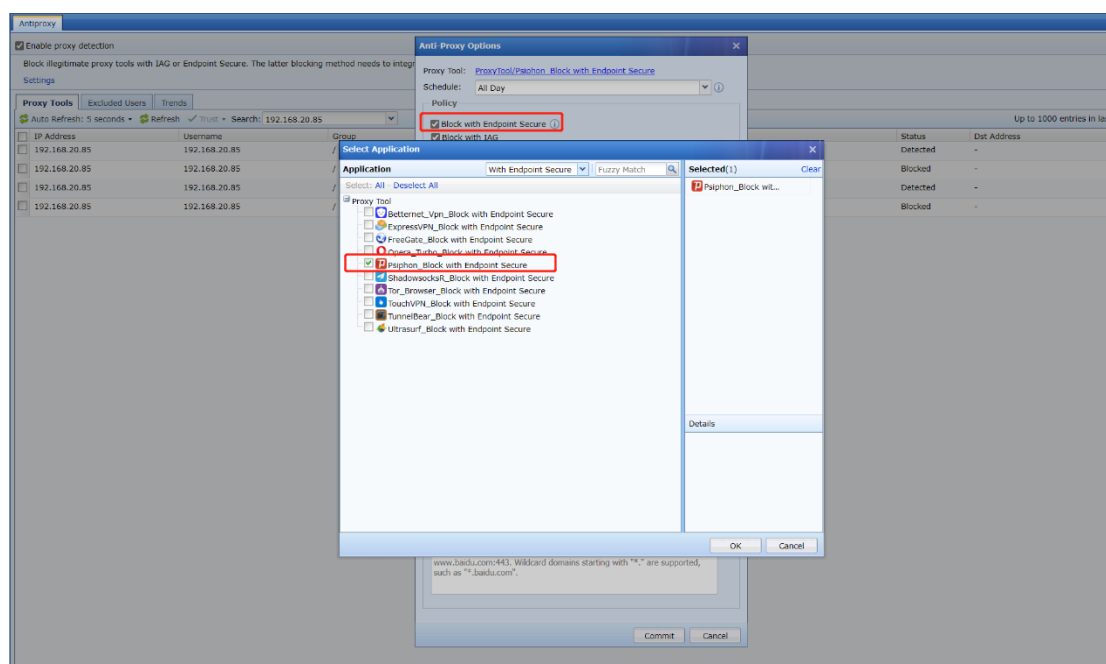 Antiproxy
Enable proxy detection
Block illegitimate proxy tools with IAG or Endpoint Secure. The latter blocking method needs to integr
Settings
Proxy Tools Excluded Users Trends
Auto Refresh: 5 seconds Refresh Trust Search: 192.168.20.85
Up to 1000 entries in la
IP Address Username Group Status Dst Address
192.168.20.85 192.168.20.85 / Detected -
192.168.20.85 192.168.20.85 / Blocked -
192.168.20.85 192.168.20.85 / Detected -
192.168.20.85 192.168.20.85 / Blocked -
Anti-Proxy Options
Proxy Tool: ProxyTool/Psiphon_Block with Endpoint Secure
Schedule: All Day
Policy
Block with Endpoint Secure
Block with IAG
Select Application
Application With Endpoint Secure Fuzzy Match
Select: All - Deselect All
Proxy Tool
Betternet_Vpn_Block with Endpoint Secure
ExpressVPN_Block with Endpoint Secure
FreeGate_Block with Endpoint Secure
Opera_Turbo_Block with Endpoint Secure
Psiphon_Block with Endpoint Secure
ShadowsocksR_Block with Endpoint Secure
Tor_Browser_Block with Endpoint Secure
TouchVPN_Block with Endpoint Secure
TunnelBear_Block with Endpoint Secure
Ultrasurf_Block with Endpoint Secure
Selected(1) Clear
Psiphon_Block wit...
Details
OK Cancel
www.baidu.com:443. Wildcard domains starting with "*." are supported,
such as "*.baidu.com".
Commit Cancel